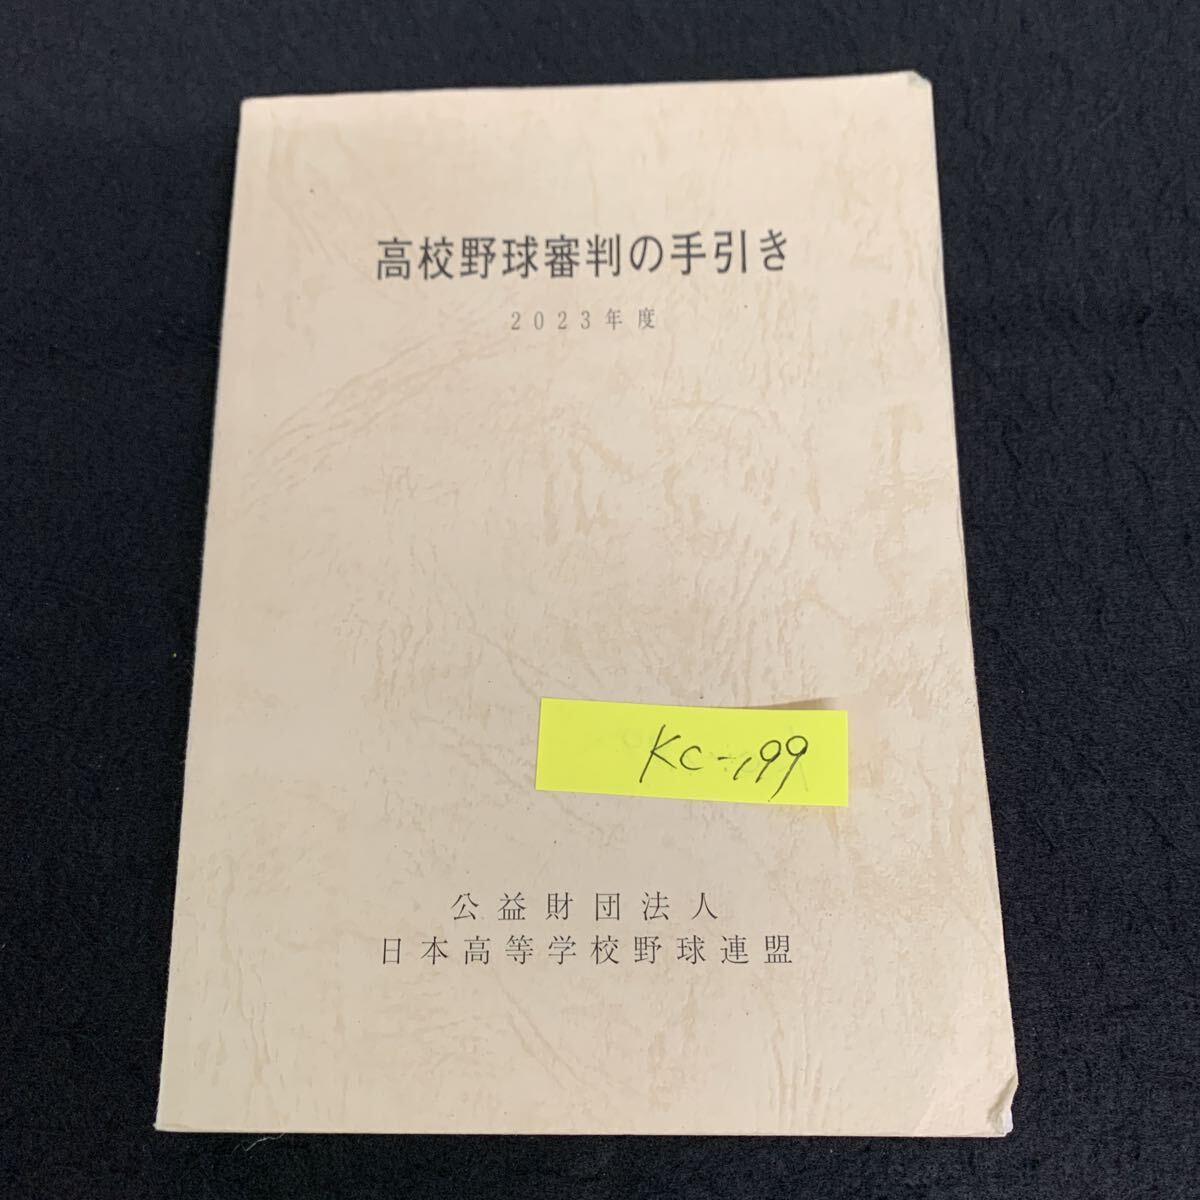 高校野球審判の手引き
2023年度
KC-199
公益財団法人
日本高等学校野球連盟